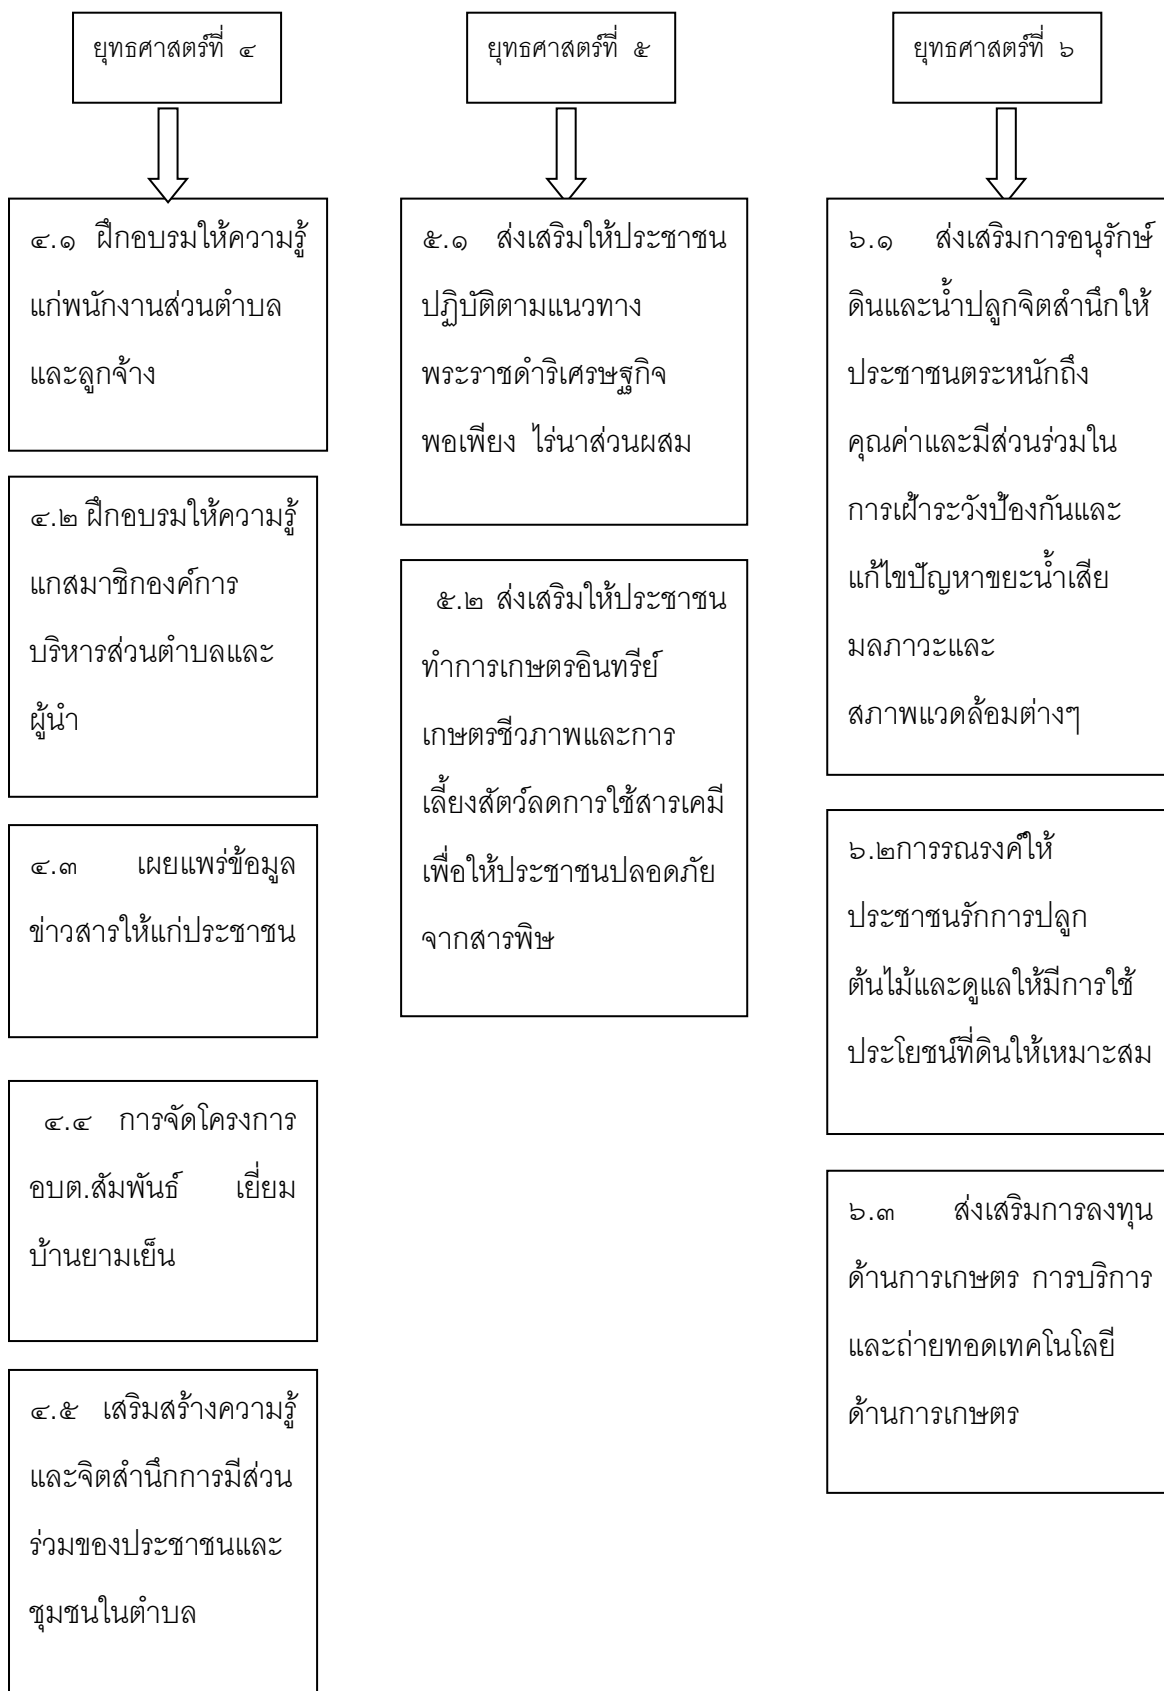 ยุทธศาสตร์ที่ ๔
๔.๑ ฝึกอบรมให้ความรู้
แก่พนักงานส่วนตำบล
และลูกจ้าง
๔.๒ ฝึกอบรมให้ความรู้
แกสมาชิกองค์การ
บริหารส่วนตำบลและ
ผู้นำ
๔.๓ เผยแพร่ข้อมูล
ข่าวสารให้แก่ประชาชน
๔.๔ การจัดโครงการ
อบต.สัมพันธ์ เยี่ยม
บ้านยามเย็น
๔.๕ เสริมสร้างความรู้
และจิตสำนึกการมีส่วน
ร่วมของประชาชนและ
ชุมชนในตำบล
ยุทธศาสตร์ที่ ๕
๕.๑ ส่งเสริมให้ประชาชน
ปฏิบัติตามแนวทาง
พระราชดำริเศรษฐกิจ
พอเพียง ไร่นาส่วนผสม
๕.๒ ส่งเสริมให้ประชาชน
ทำการเกษตรอินทรีย์
เกษตรชีวภาพและการ
เลี้ยงสัตว์ลดการใช้สารเคมี
เพื่อให้ประชาชนปลอดภัย
จากสารพิษ
ยุทธศาสตร์ที่ ๖
๖.๑ ส่งเสริมการอนุรักษ์
ดินและน้ำปลูกจิตสำนึกให้
ประชาชนตระหนักถึง
คุณค่าและมีส่วนร่วมใน
การเฝ้าระวังป้องกันและ
แก้ไขปัญหาขยะน้ำเสีย
มลภาวะและ
สภาพแวดล้อมต่างๆ
๖.๒การรณรงค์ให้
ประชาชนรักการปลูก
ต้นไม้และดูแลให้มีการใช้
ประโยชน์ที่ดินให้เหมาะสม
๖.๓ ส่งเสริมการลงทุน
ด้านการเกษตร การบริการ
และถ่ายทอดเทคโนโลยี
ด้านการเกษตร